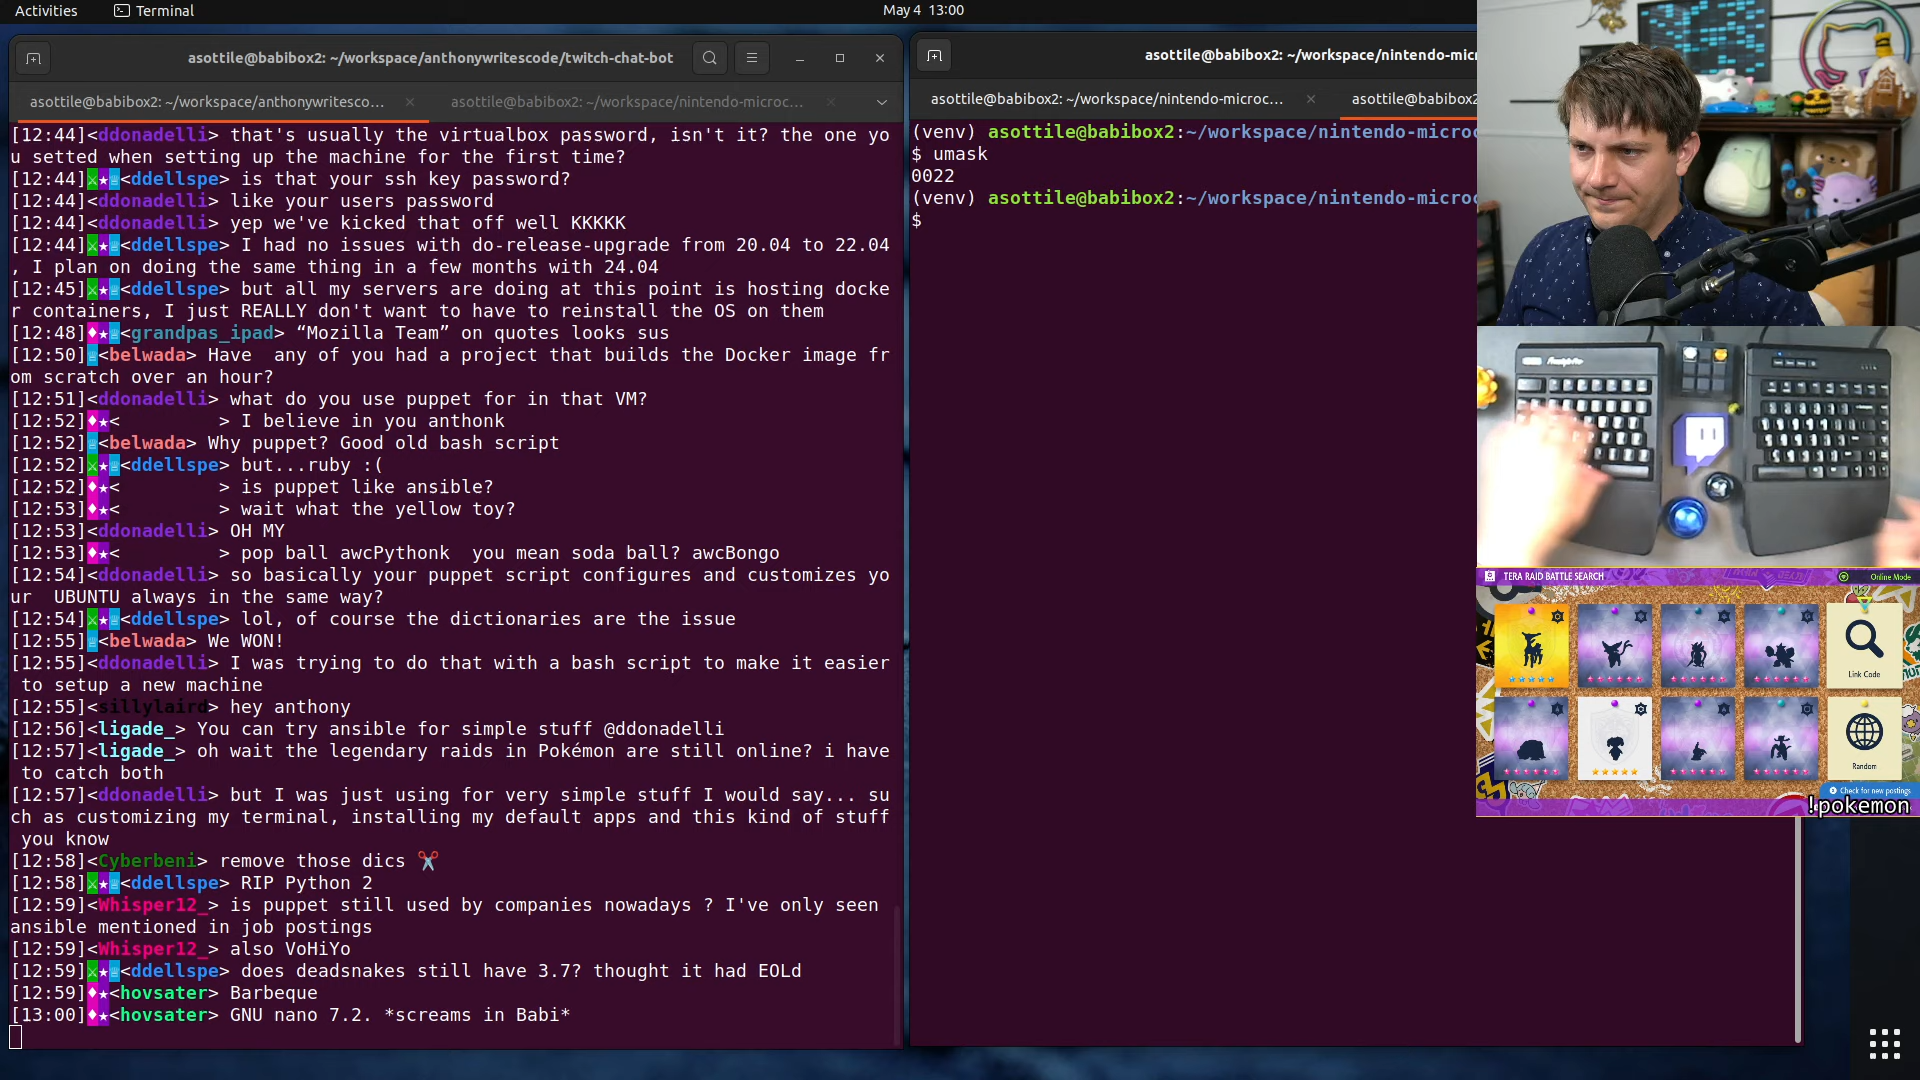 Activities
Terminal
May 4  13:00
asottile@babibox2: ~/workspace/anthonywritescode/twitch-chat-bot
asottile@babibox2: ~/workspace/anthonywritesco...
asottile@babibox2: ~/workspace/nintendo-microc...
[12:44]<ddonadelli> that's usually the virtualbox password, isn't it? the one yo
u setted when setting up the machine for the first time?
[12:44]<ddellspe> is that your ssh key password?
[12:44]<ddonadelli> like your users password
[12:44]<ddonadelli> yep we've kicked that off well KKKKK
[12:44]<ddellspe> I had no issues with do-release-upgrade from 20.04 to 22.04
, I plan on doing the same thing in a few months with 24.04
[12:45]<ddellspe> but all my servers are doing at this point is hosting docke
r containers, I just REALLY don't want to have to reinstall the OS on them
[12:48]<grandpas_ipad> “Mozilla Team” on quotes looks sus
[12:50]<belwada> Have  any of you had a project that builds the Docker image fr
om scratch over an hour?
[12:51]<ddonadelli> what do you use puppet for in that VM?
[12:52]<         > I believe in you anthonk
[12:52]<belwada> Why puppet? Good old bash script
[12:52]<ddellspe> but...ruby :(
[12:52]<         > is puppet like ansible?
[12:53]<         > wait what the yellow toy?
[12:53]<ddonadelli> OH MY
[12:53]<         > pop ball awcPythonk  you mean soda ball? awcBongo
[12:54]<ddonadelli> so basically your puppet script configures and customizes yo
ur  UBUNTU always in the same way?
[12:54]<ddellspe> lol, of course the dictionaries are the issue
[12:55]<belwada> We WON!
[12:55]<ddonadelli> I was trying to do that with a bash script to make it easier
 to setup a new machine
[12:55]<sillylaird> hey anthony
[12:56]<ligade_> You can try ansible for simple stuff @ddonadelli
[12:57]<ligade_> oh wait the legendary raids in Pokémon are still online? i have
 to catch both
[12:57]<ddonadelli> but I was just using for very simple stuff I would say... su
ch as customizing my terminal, installing my default apps and this kind of stuff
 you know
[12:58]<Cyberbeni> remove those dics ✂️
[12:58]<ddellspe> RIP Python 2
[12:59]<Whisper12_> is puppet still used by companies nowadays ? I've only seen
ansible mentioned in job postings
[12:59]<Whisper12_> also VoHiYo
[12:59]<ddellspe> does deadsnakes still have 3.7? thought it had EOLd
[12:59]<hovsater> Barbeque
[13:00]<hovsater> GNU nano 7.2. *screams in Babi*
asottile@babibox2: ~/workspace/nintendo-mic
asottile@babibox2: ~/workspace/nintendo-microc...
asottile@babibox2
(venv) asottile@babibox2:~/workspace/nintendo-microc
$ umask
0022
(venv) asottile@babibox2:~/workspace/nintendo-microc
$
TERA RAID BATTLE SEARCH
Online Mode
Link Code
Random
Check for new postings
!pokemon